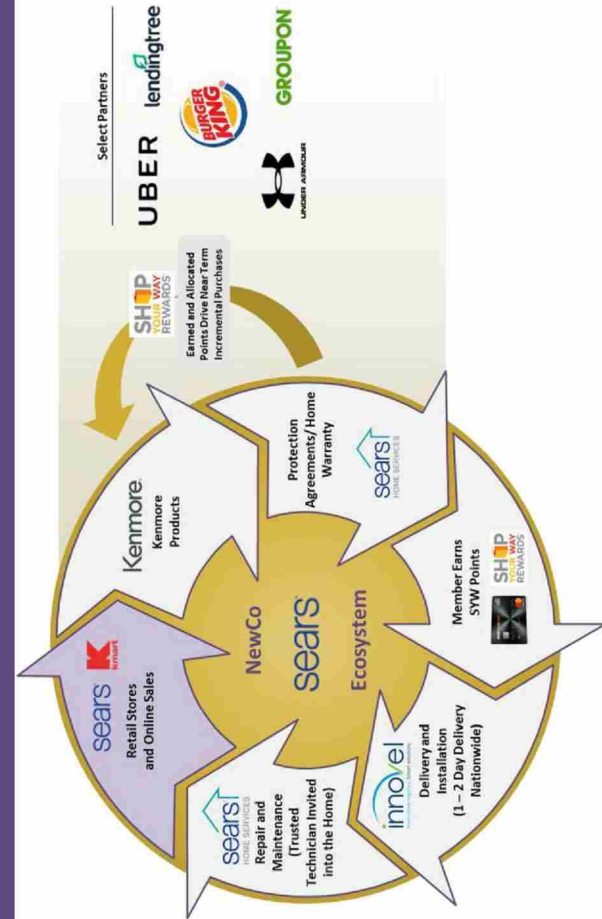 NewCo
sears
Ecosystem
sears
kmart
Retail Stores
and Online Sales
Kenmore
Kenmore
Products
Protection
Agreements/ Home
Warranty
sears
HOME SERVICES
Member Earns
SYW Points
SHOP
YOUR WAY
REWARDS
innovel
Delivery and
Installation
(1 – 2 Day Delivery
Nationwide)
sears
HOME SERVICES
Repair and
Maintenance
(Trusted
Technician Invited
into the Home)
SHOP
YOUR WAY
REWARDS
Earned and Allocated
Points Drive Near Term
Incremental Purchases
Select Partners
UBER
lendingtree
BURGER
KING
UNDER ARMOUR
GROUPON